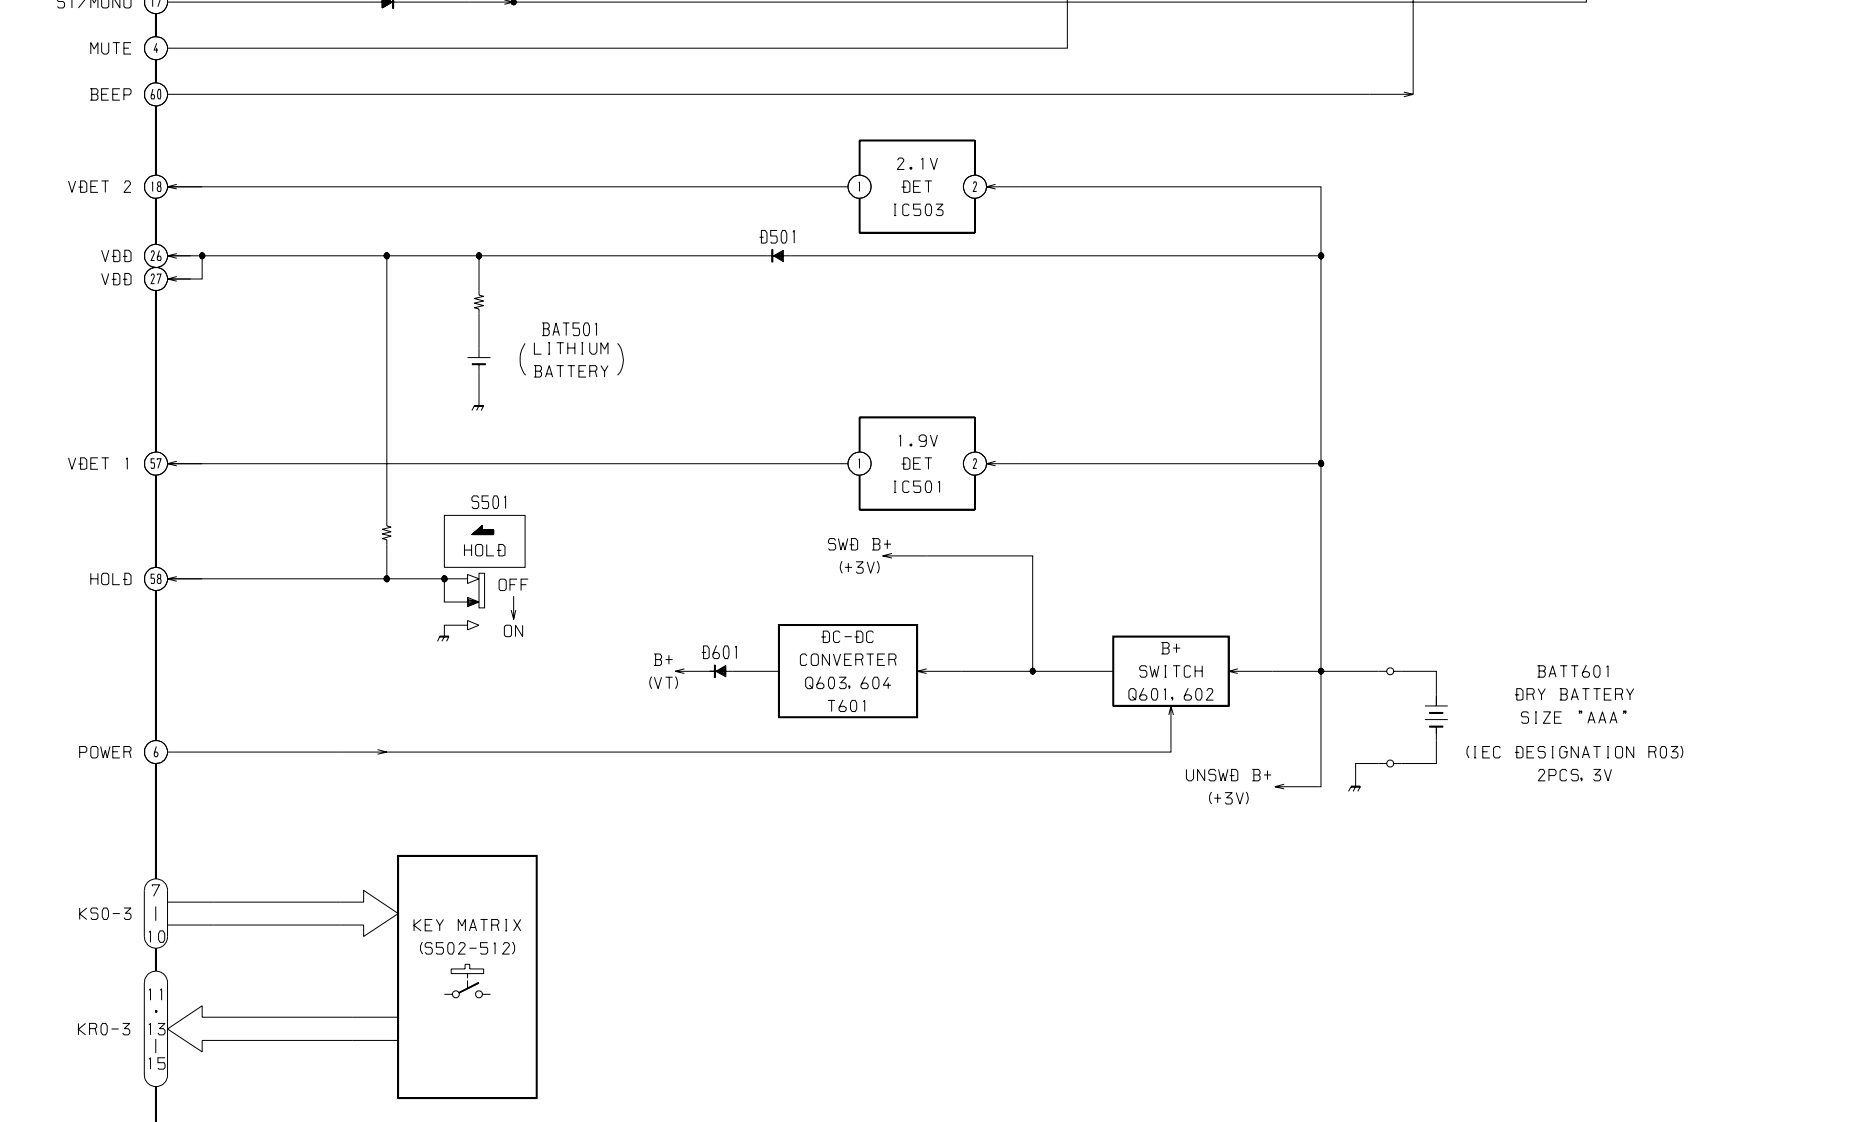 ST/MONO 17
MUTE 4
BEEP 60
2.1V
VDET 2 18 1 DET 2
IC503
D501
VDD 26
VDD 27
BAT501
(LITHIUM
BATTERY)
1.9V
VDET 1 57 1 DET 2
IC501
S501
HOLD
SWD B+
(+3V)
HOLD 58
OFF
ON
DC-DC
CONVERTER
Q603, 604
T601
B+
(VT)
D601
B+
SWITCH
Q601, 602
BATT601
DRY BATTERY
SIZE "AAA"
(IEC DESIGNATION R03)
2PCS, 3V
POWER 6
UNSWD B+
(+3V)
7
KS0-3 |
10
KEY MATRIX
(S502-512)
11
.
KR0-3 13
|
15